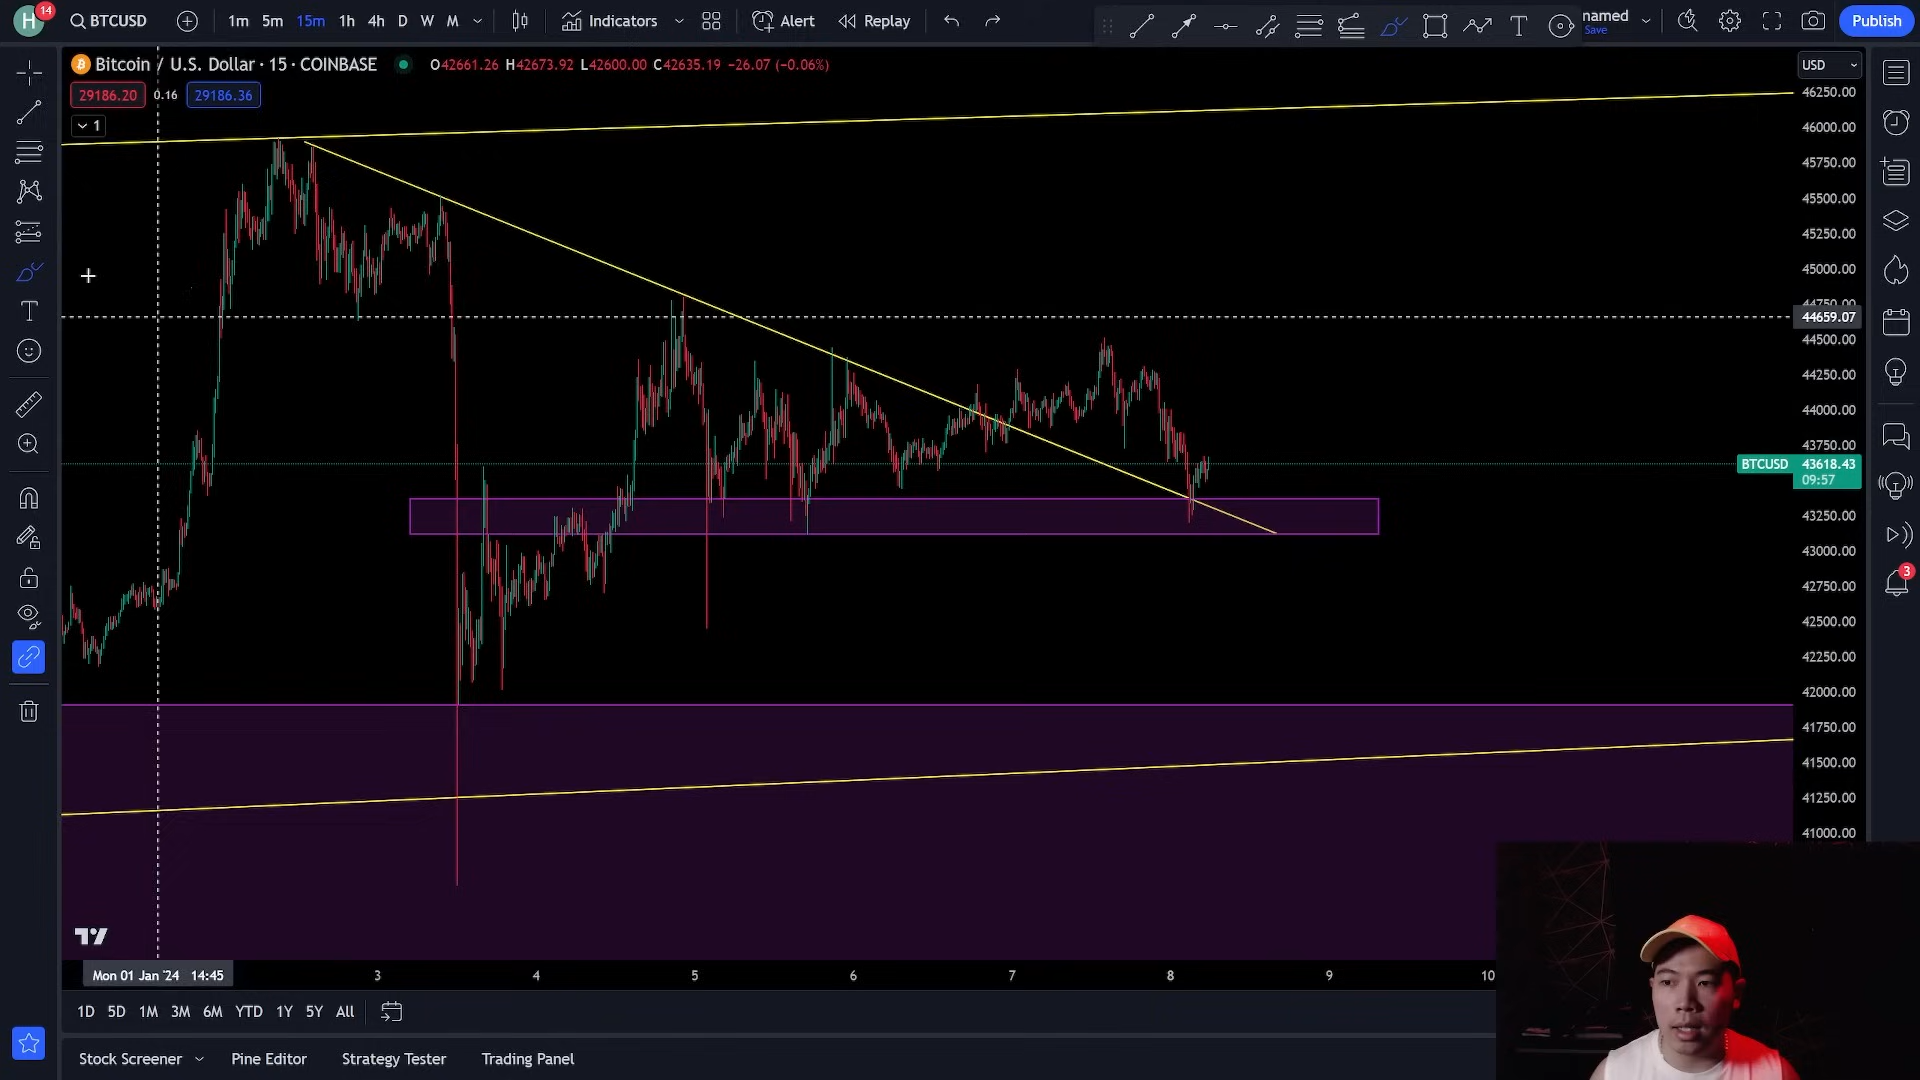 H
14
BTCUSD
1m 5m 15m 1h 4h D W M
Indicators
Alert
Replay
named
Save
Publish
Bitcoin / U.S. Dollar · 15 · COINBASE
O42661.26 H42673.92 L42600.00 C42635.19 −26.07 (−0.06%)
29186.20 0.16 29186.36
1
USD
46250.00
46000.00
45750.00
45500.00
45250.00
45000.00
44750.00
44659.07
44500.00
44250.00
44000.00
43750.00
BTCUSD 43618.43
09:57
43250.00
43000.00
42750.00
42500.00
42250.00
42000.00
41750.00
41500.00
41250.00
41000.00
3
Mon 01 Jan '24 14:45
3 4 5 6 7 8 9 10
1D 5D 1M 3M 6M YTD 1Y 5Y All
Stock Screener Pine Editor Strategy Tester Trading Panel